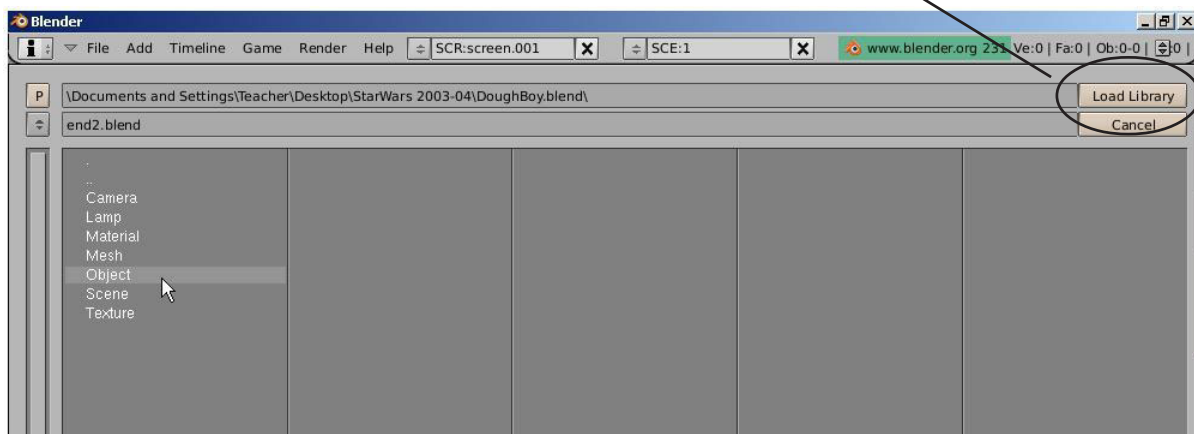 Blender
File Add Timeline Game Render Help SCR:screen.001 X SCE:1 X www.blender.org 231 Ve:0 | Fa:0 | Ob:0-0 | :0 |
P \Documents and Settings\Teacher\Desktop\StarWars 2003-04\DoughBoy.blend\ Load Library
end2.blend Cancel
.
..
Camera
Lamp
Material
Mesh
Object
Scene
Texture